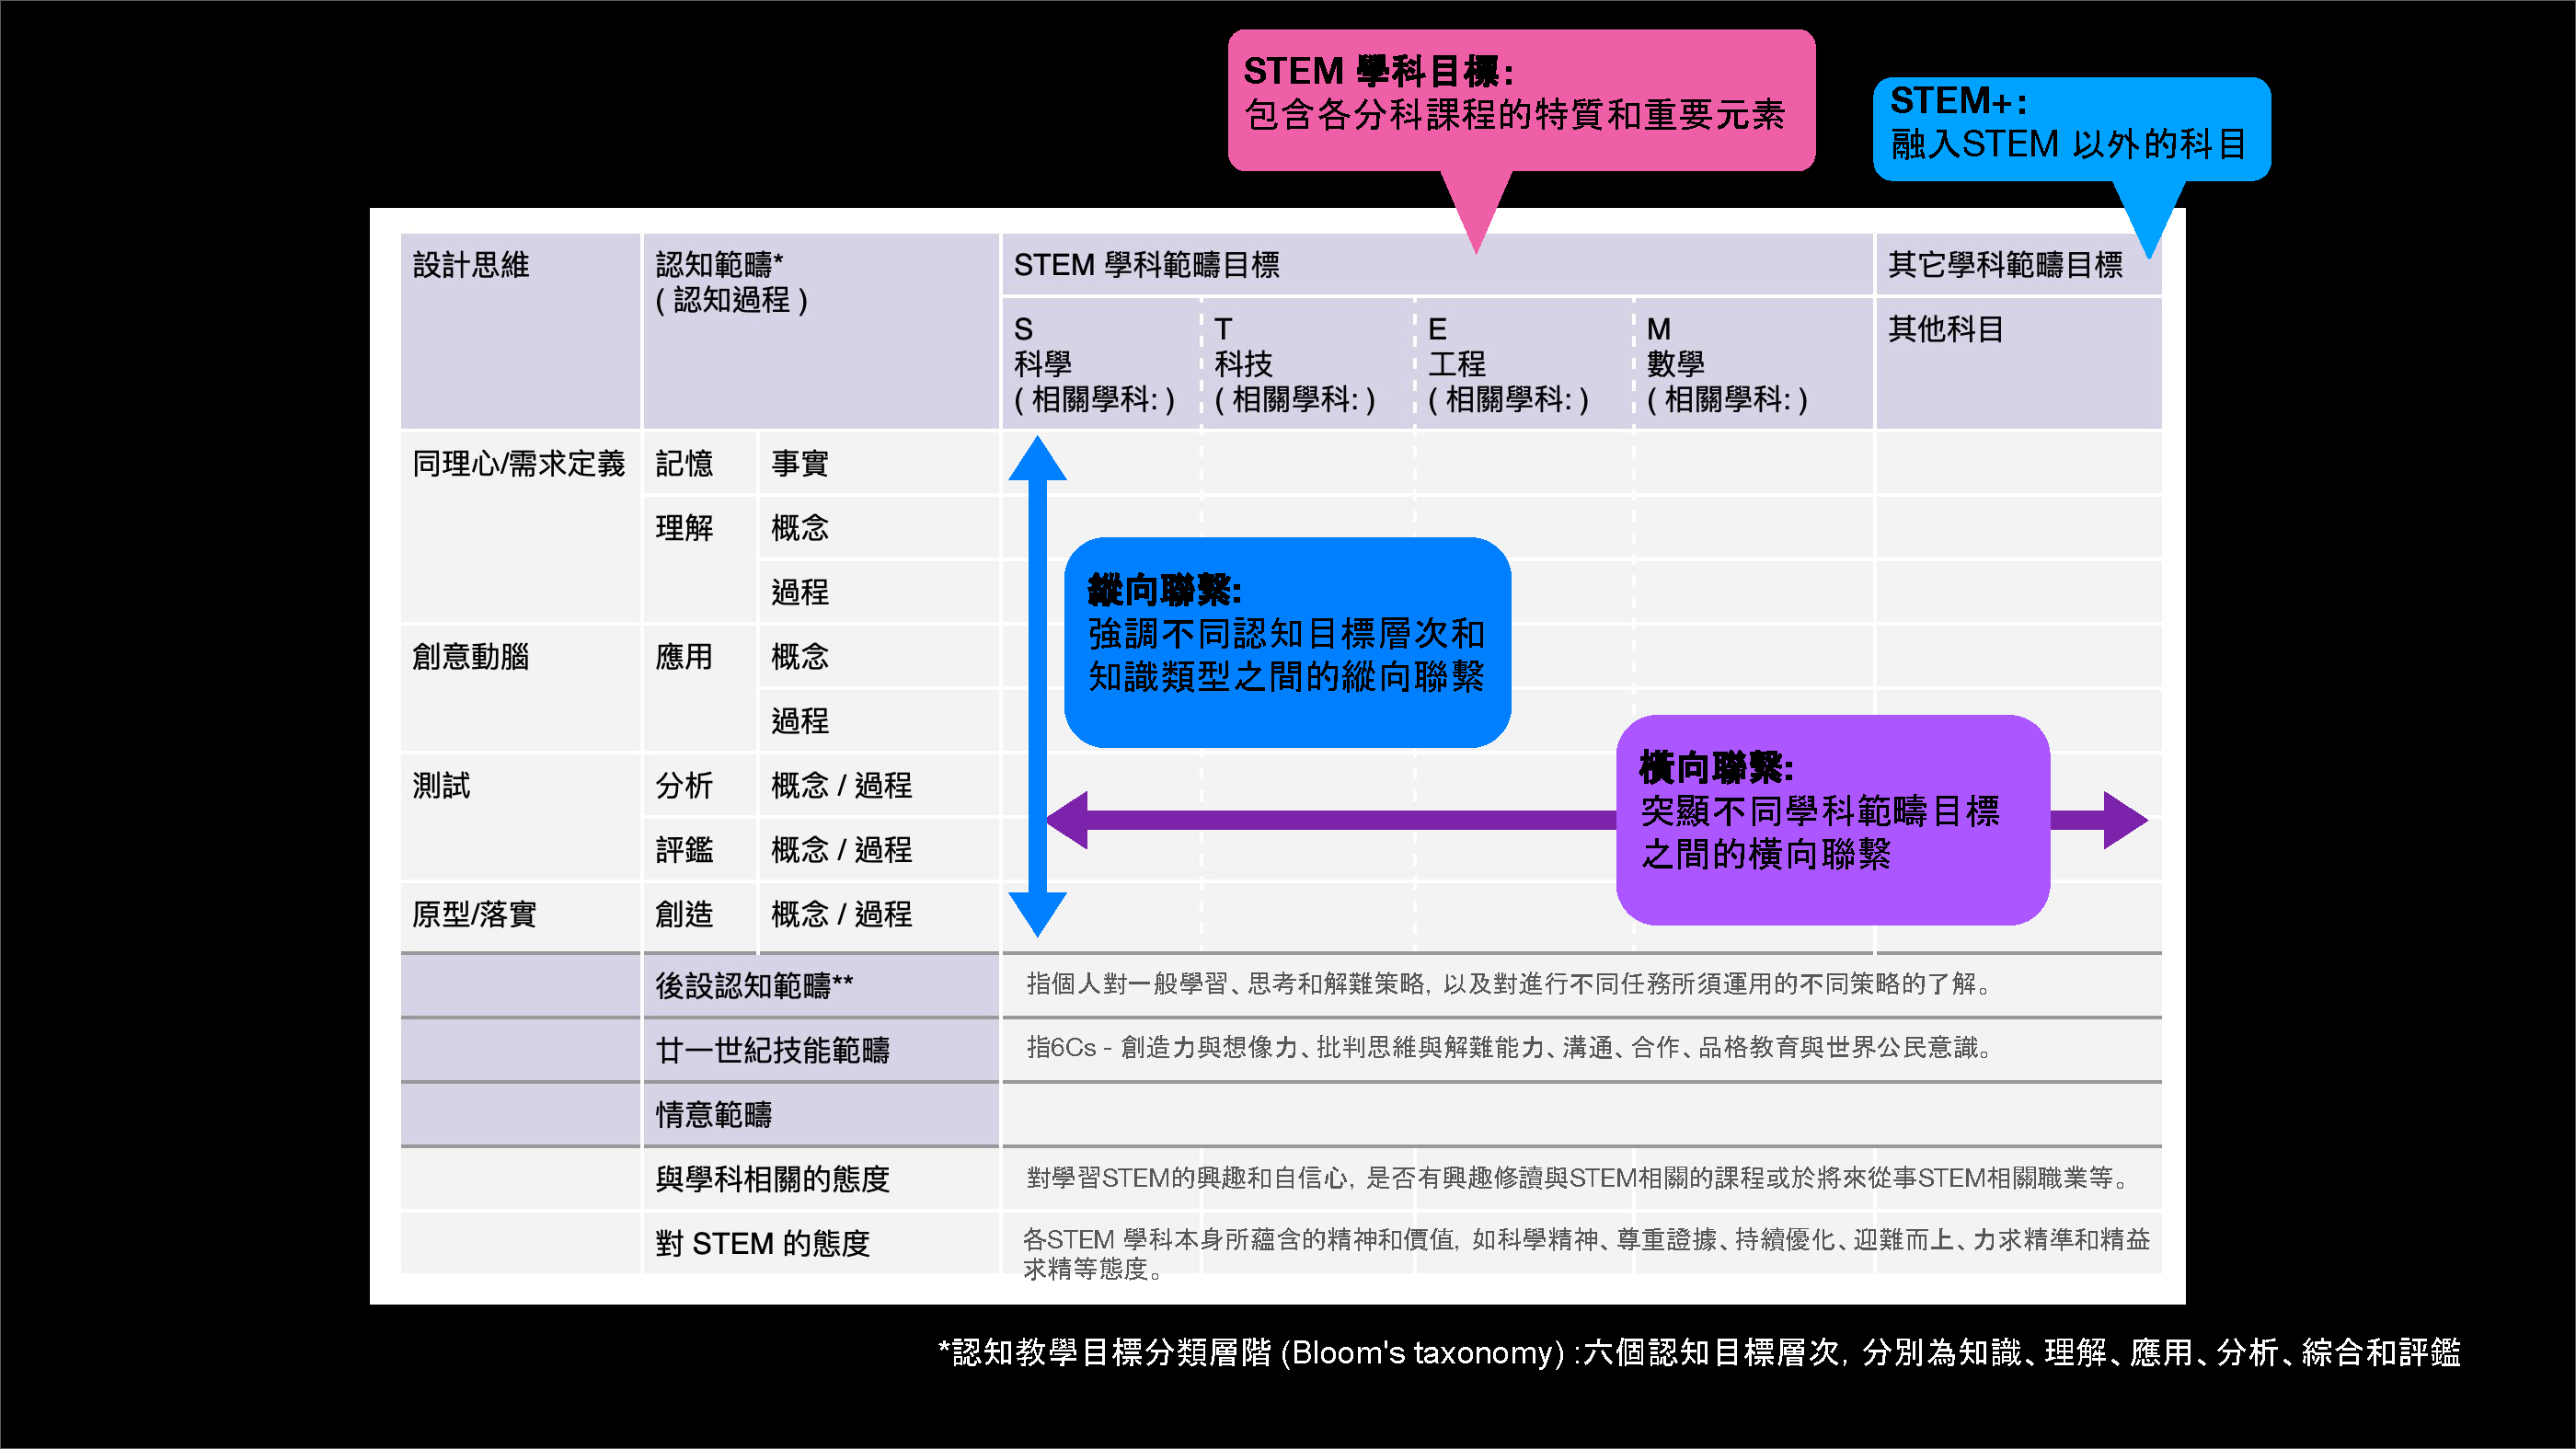 STEM 學科目標:
包含各分科課程的特質和重要元素
STEM+:
融入STEM 以外的科目
設計思維
認知範疇*
( 認知過程 )
STEM 學科範疇目標
其它學科範疇目標
S
科學
( 相關學科: )
T
科技
( 相關學科: )
E
工程
( 相關學科: )
M
數學
( 相關學科: )
其他科目
同理心/需求定義
記憶
事實
理解
概念
過程
創意動腦
應用
概念
過程
測試
分析
概念 / 過程
評鑑
概念 / 過程
原型/落實
創造
概念 / 過程
縱向聯繫:
強調不同認知目標層次和
知識類型之間的縱向聯繫
橫向聯繫:
突顯不同學科範疇目標
之間的橫向聯繫
後設認知範疇**
指個人對一般學習、思考和解難策略，以及對進行不同任務所須運用的不同策略的了解。
廿一世紀技能範疇
指6Cs - 創造力與想像力、批判思維與解難能力、溝通、合作、品格教育與世界公民意識。
情意範疇
與學科相關的態度
對學習STEM的興趣和自信心，是否有興趣修讀與STEM相關的課程或於將來從事STEM相關職業等。
對 STEM 的態度
各STEM 學科本身所蘊含的精神和價值，如科學精神、尊重證據、持續優化、迎難而上、力求精準和精益
求精等態度。
*認知教學目標分類層階 (Bloom's taxonomy) :六個認知目標層次，分別為知識、理解、應用、分析、綜合和評鑑